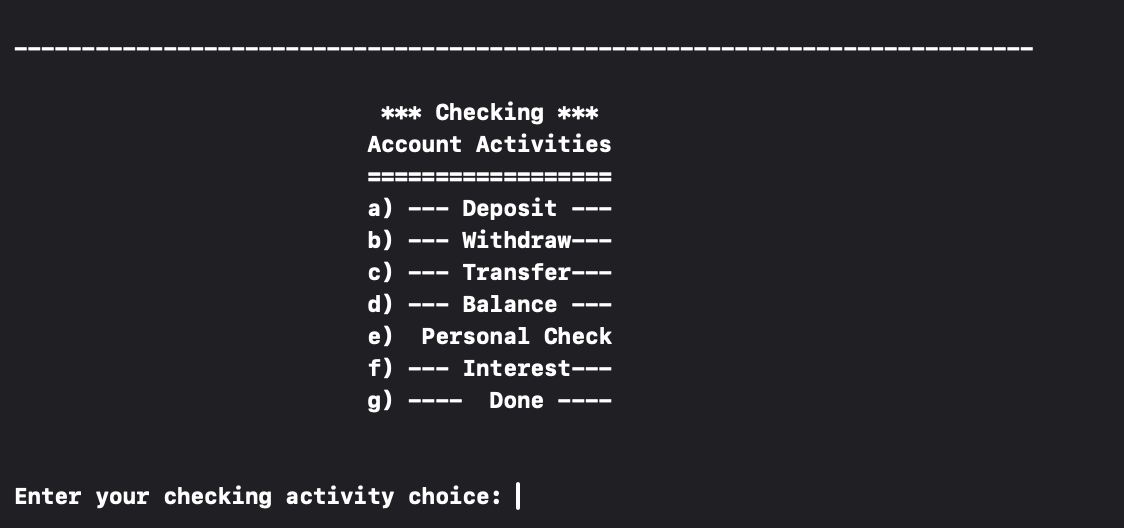 ---------------------------------------------------------------------------
*** Checking ***
Account Activities
==================
a) --- Deposit ---
b) --- Withdraw---
c) --- Transfer---
d) --- Balance ---
e)  Personal Check
f) --- Interest---
g) ----  Done ----
Enter your checking activity choice: